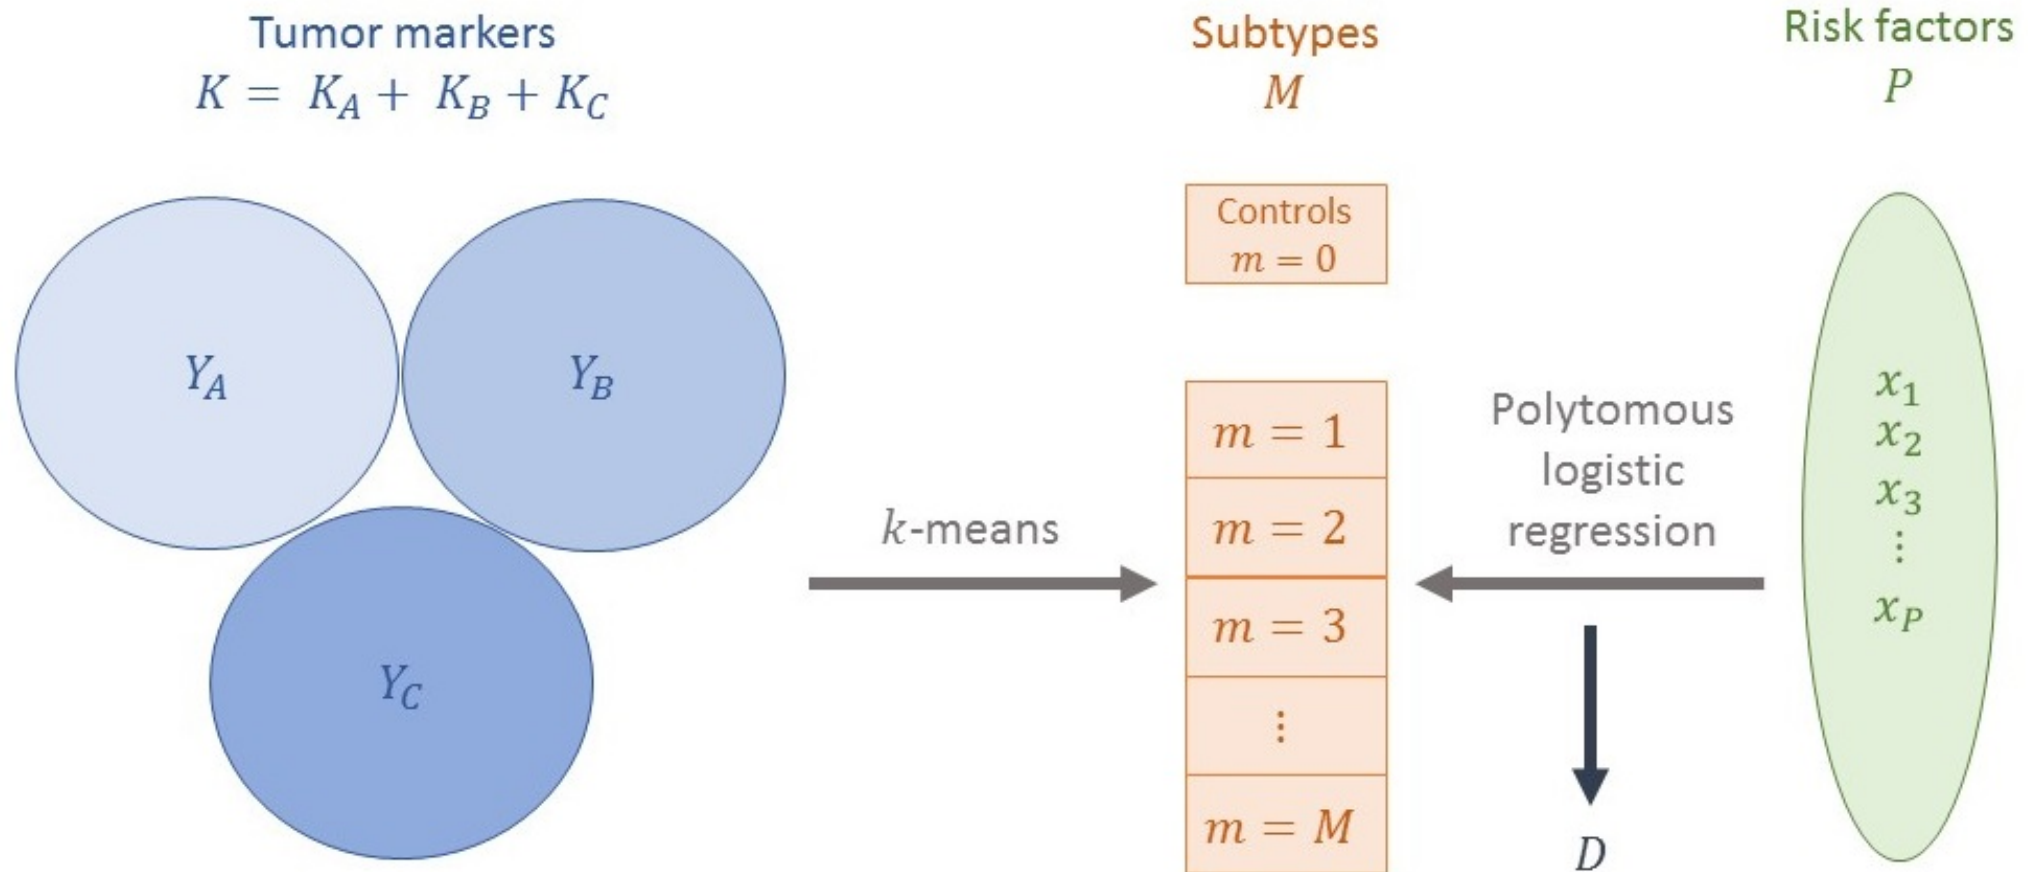 Tumor markers
K = K_A + K_B + K_C
Y_A
Y_B
Y_C
k-means
Subtypes
M
Controls
m = 0
m = 1
m = 2
m = 3
⋮
m = M
Polytomous
logistic
regression
D
Risk factors
P
x_1
x_2
x_3
⋮
x_P